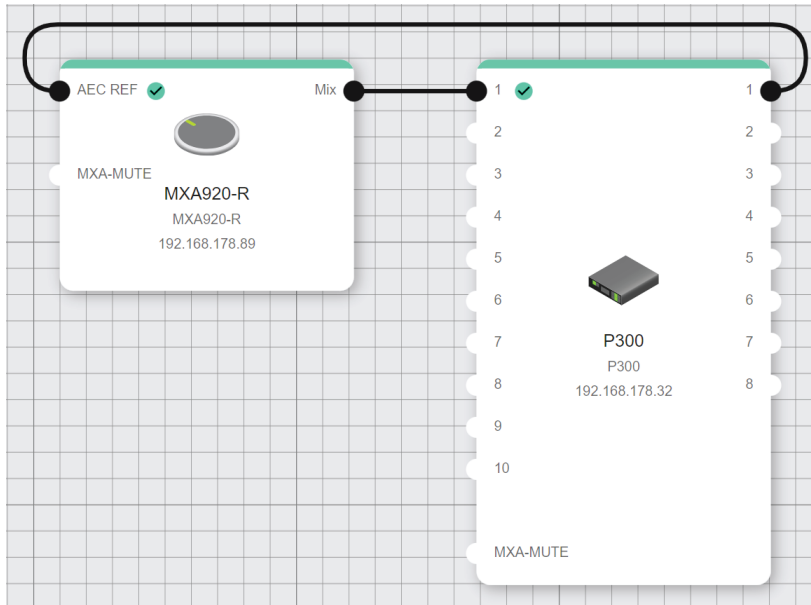 AEC REF
Mix
MXA-MUTE
MXA920-R
MXA920-R
192.168.178.89
1
1
2
2
3
3
4
4
5
5
6
6
7
7
8
8
9
10
P300
P300
192.168.178.32
MXA-MUTE